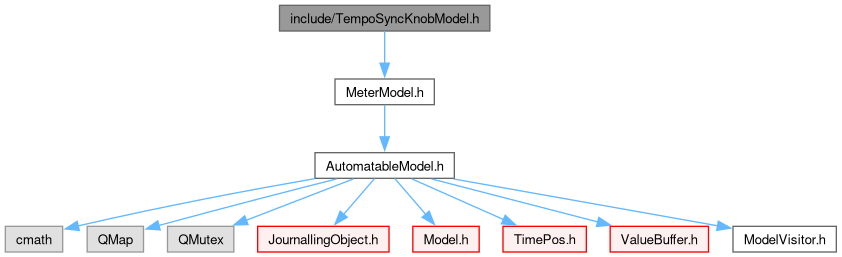 include/TempoSyncKnobModel.h
MeterModel.h
AutomatableModel.h
cmath
QMap
QMutex
JournallingObject.h
Model.h
TimePos.h
ValueBuffer.h
ModelVisitor.h